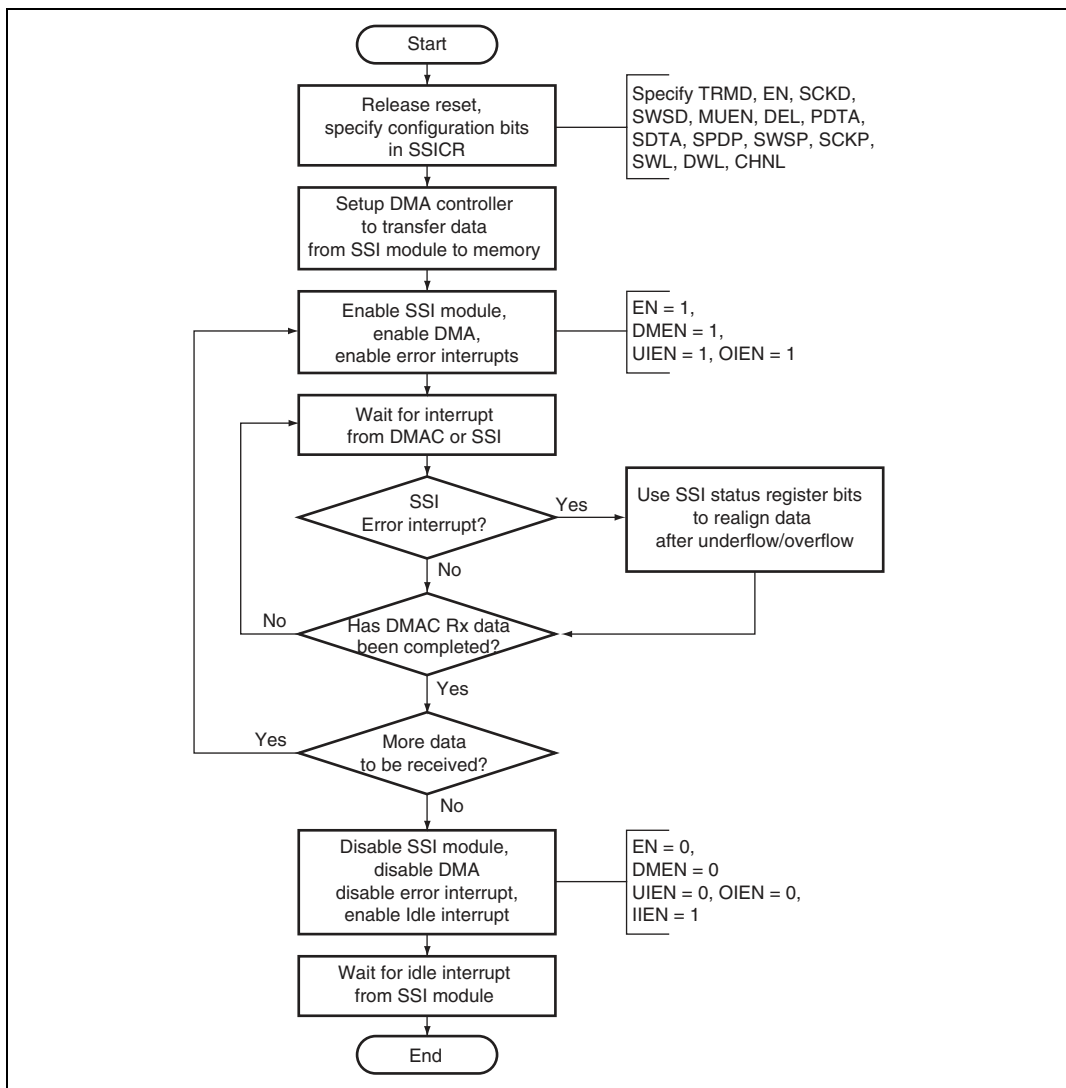 Start
Release reset,
specify configuration bits
in SSICR
Specify TRMD, EN, SCKD,
SWSD, MUEN, DEL, PDTA,
SDTA, SPDP, SWSP, SCKP,
SWL, DWL, CHNL
Setup DMA controller
to transfer data
from SSI module to memory
Enable SSI module,
enable DMA,
enable error interrupts
EN = 1,
DMEN = 1,
UIEN = 1, OIEN = 1
Wait for interrupt
from DMAC or SSI
SSI
Error interrupt?
Yes
Use SSI status register bits
to realign data
after underflow/overflow
No
No
Has DMAC Rx data
been completed?
Yes
Yes
More data
to be received?
No
Disable SSI module,
disable DMA
disable error interrupt,
enable Idle interrupt
EN = 0,
DMEN = 0
UIEN = 0, OIEN = 0,
IIEN = 1
Wait for idle interrupt
from SSI module
End